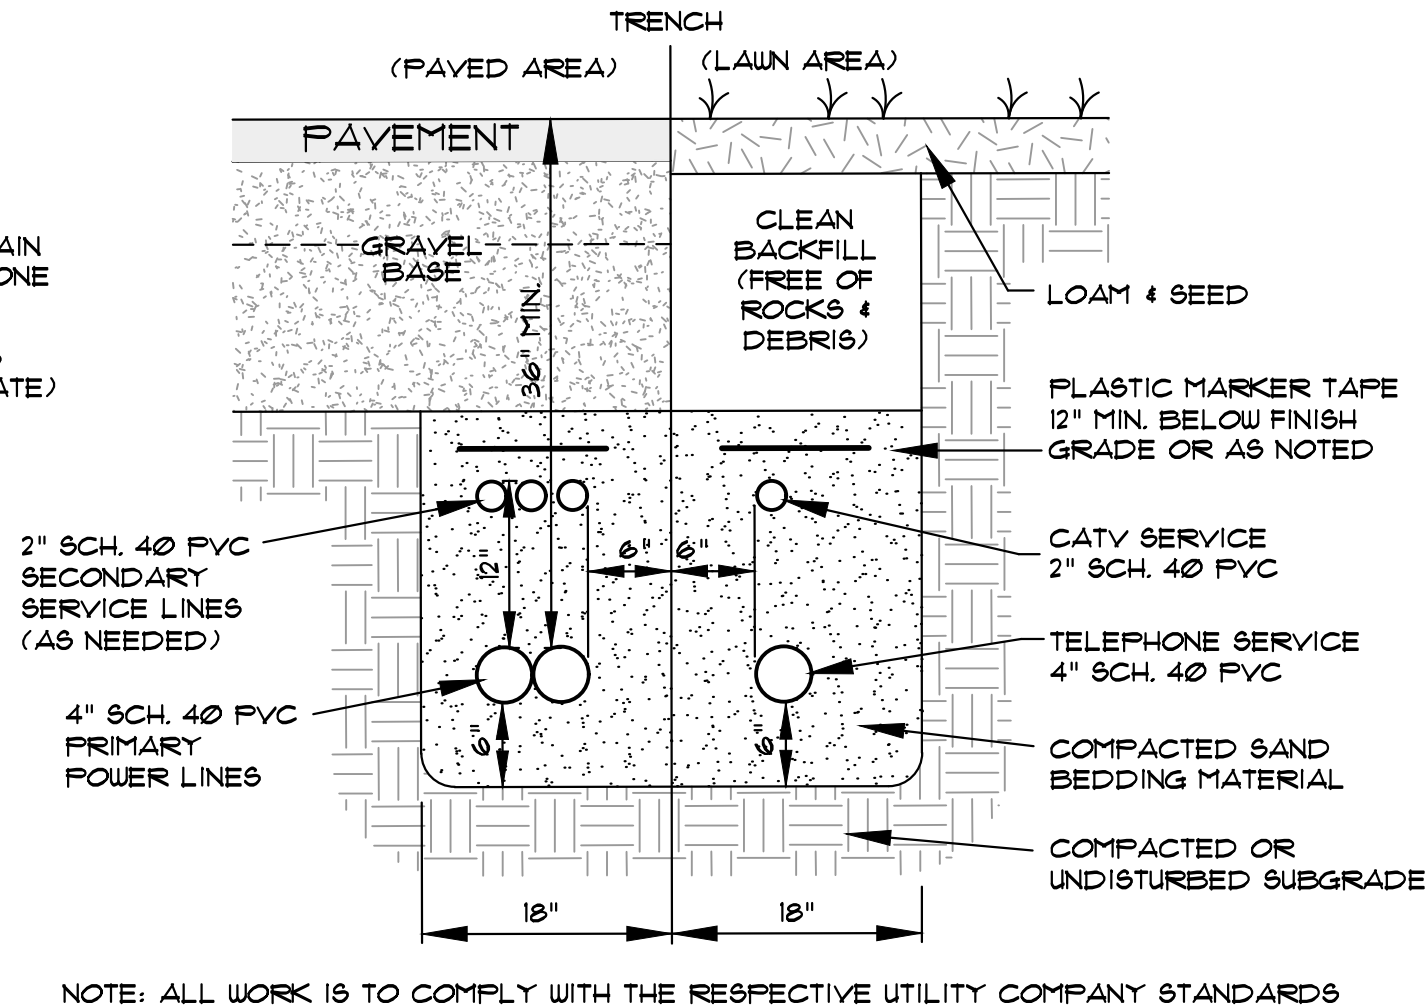 TRENCH
(PAVED AREA)
(LAWN AREA)
PAVEMENT
GRAVEL
BASE
36" MIN.
CLEAN
BACKFILL
(FREE OF
ROCKS &
DEBRIS)
LOAM & SEED
PLASTIC MARKER TAPE
12" MIN. BELOW FINISH
GRADE OR AS NOTED
AIN
ONE
ATE)
2" SCH. 40 PVC
SECONDARY
SERVICE LINES
(AS NEEDED)
12"
6"
6"
CATV SERVICE
2" SCH. 40 PVC
TELEPHONE SERVICE
4" SCH. 40 PVC
4" SCH. 40 PVC
PRIMARY
POWER LINES
6"
6"
COMPACTED SAND
BEDDING MATERIAL
COMPACTED OR
UNDISTURBED SUBGRADE
18"
18"
NOTE: ALL WORK IS TO COMPLY WITH THE RESPECTIVE UTILITY COMPANY STANDARDS